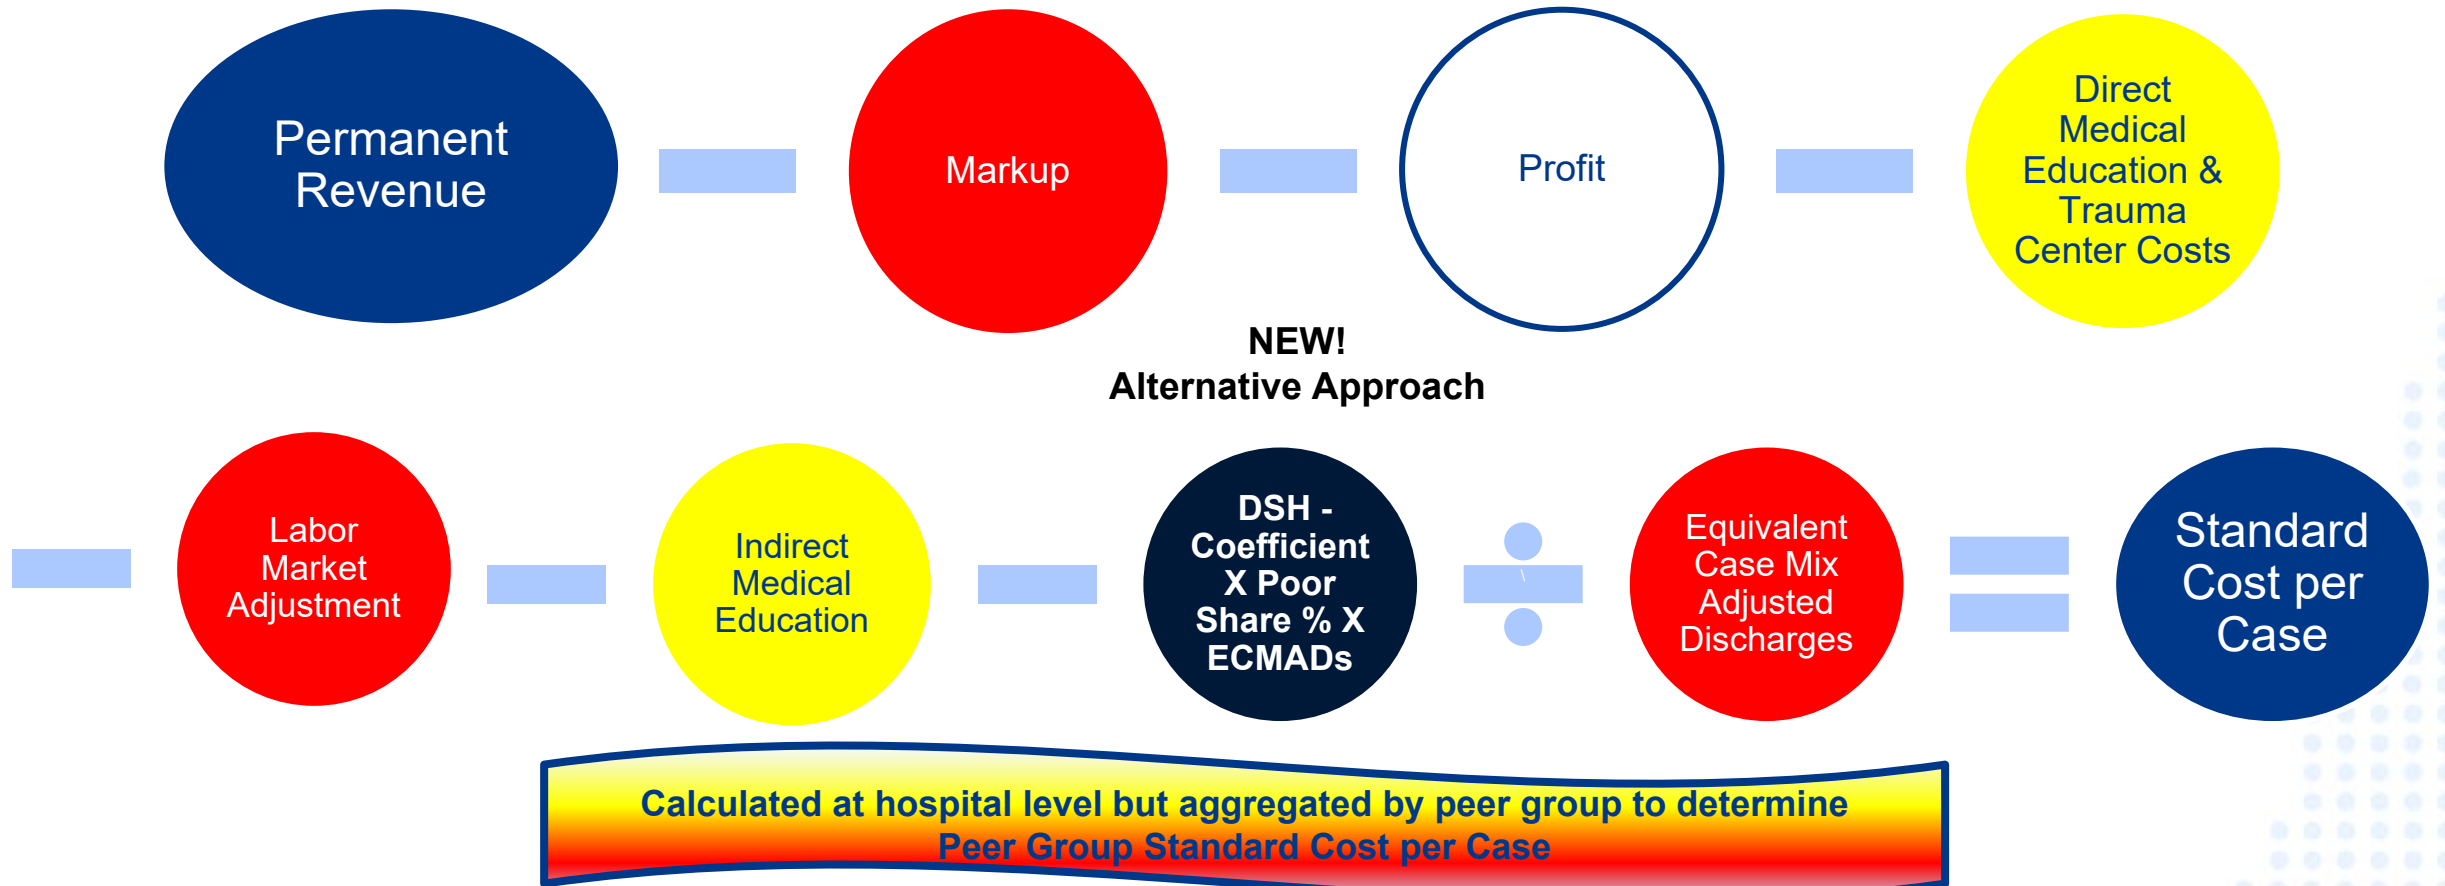 Permanent
Revenue
Markup
Profit
Direct
Medical
Education &
Trauma
Center Costs
NEW!
Alternative Approach
Labor
Market
Adjustment
Indirect
Medical
Education
DSH -
Coefficient
X Poor
Share % X
ECMADs
\
Equivalent
Case Mix
Adjusted
Discharges
Standard
Cost per
Case
Calculated at hospital level but aggregated by peer group to determine
Peer Group Standard Cost per Case